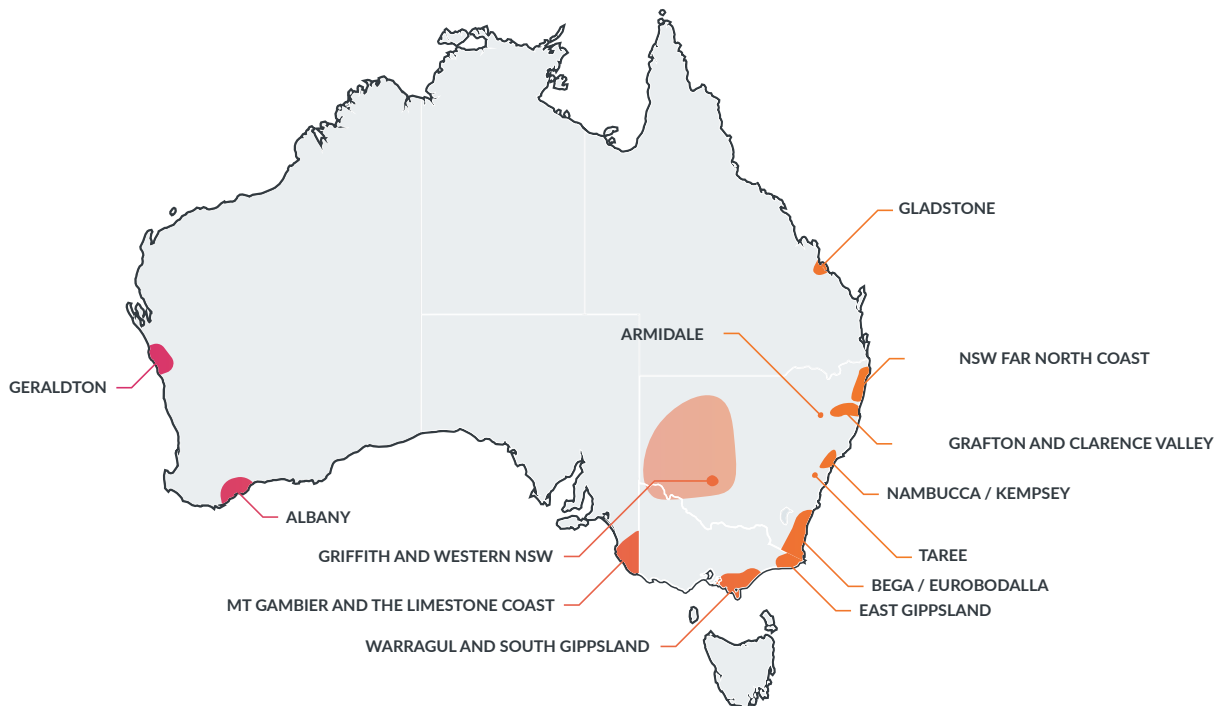 GLADSTONE
ARMIDALE
NSW FAR NORTH COAST
GERALDTON
GRAFTON AND CLARENCE VALLEY
NAMBUCCA / KEMPSEY
ALBANY
GRIFFITH AND WESTERN NSW
TAREE
BEGA / EUROBODALLA
MT GAMBIER AND THE LIMESTONE COAST
EAST GIPPSLAND
WARRAGUL AND SOUTH GIPPSLAND